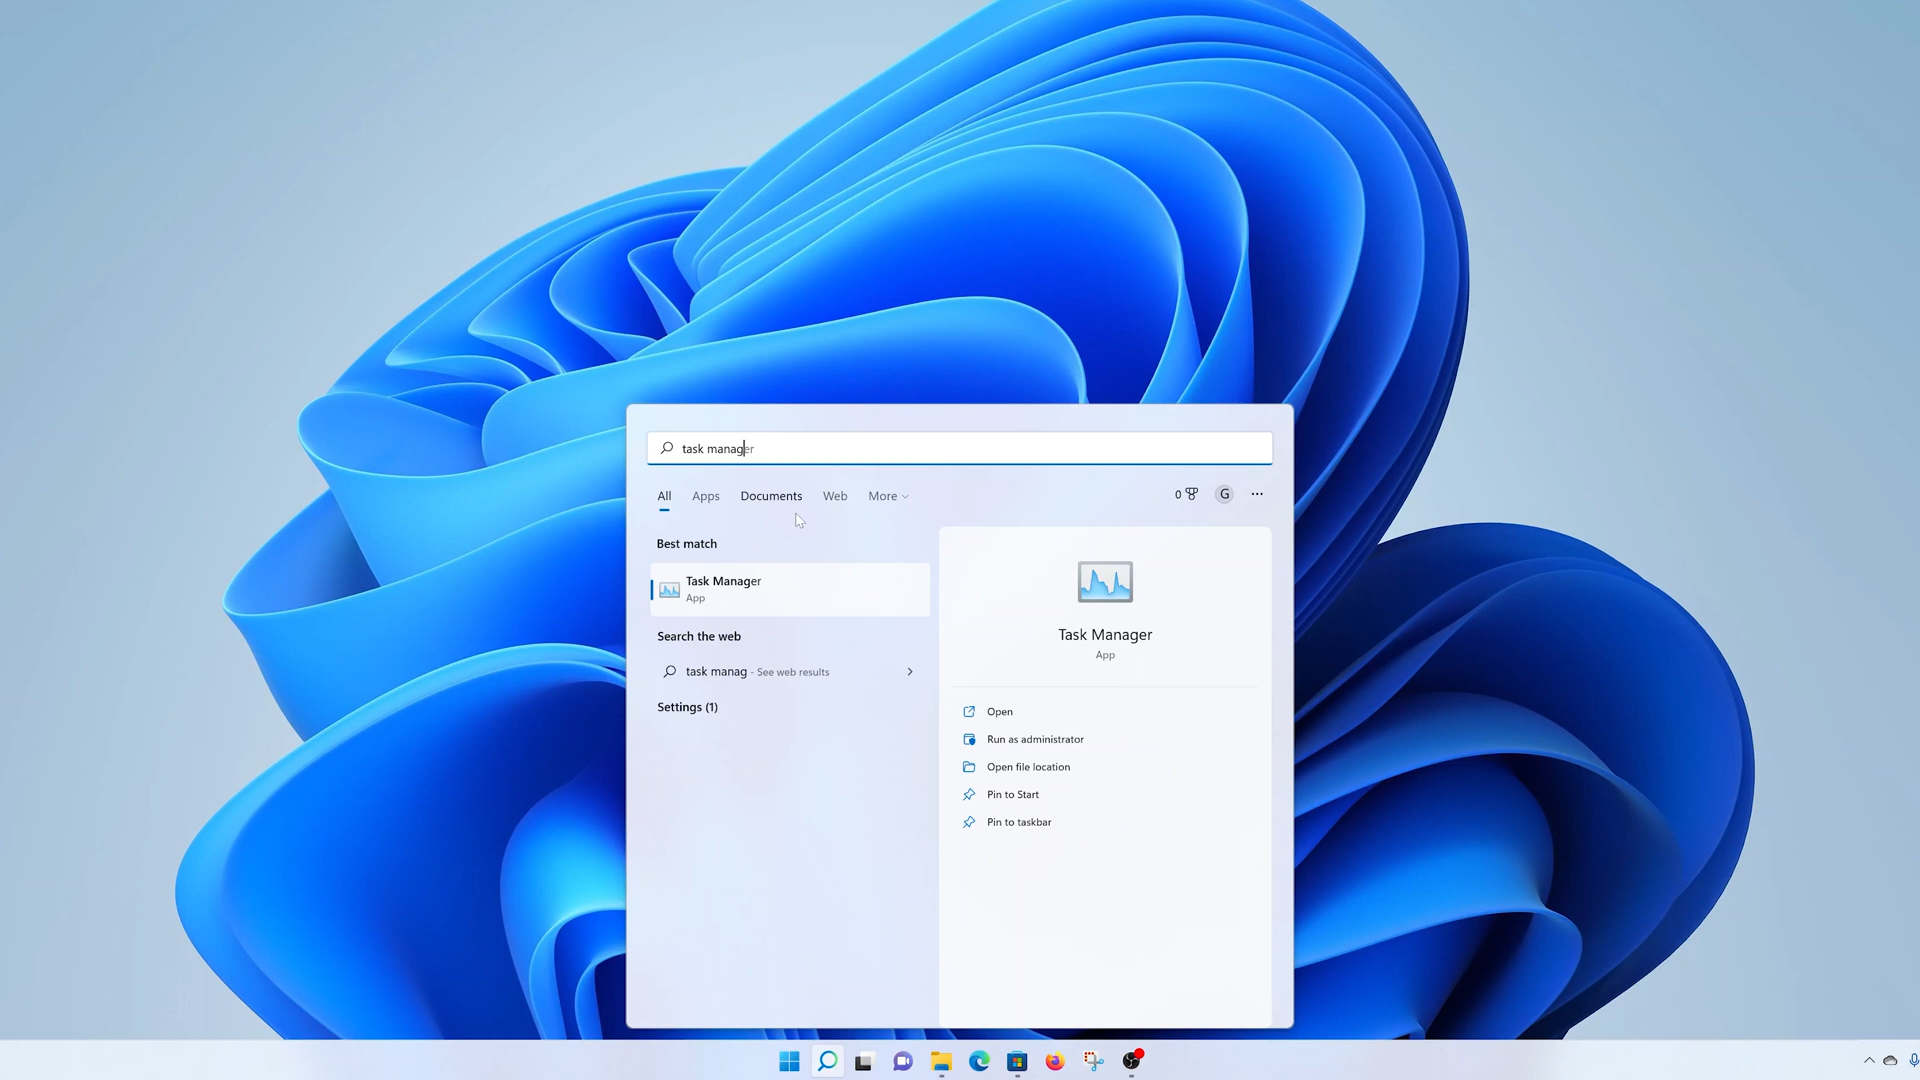 task manager
All Apps Documents Web More
0 G ...
Best match
Task Manager
App
Search the web
task manag - See web results
Settings (1)
Task Manager
App
Open
Run as administrator
Open file location
Pin to Start
Pin to taskbar